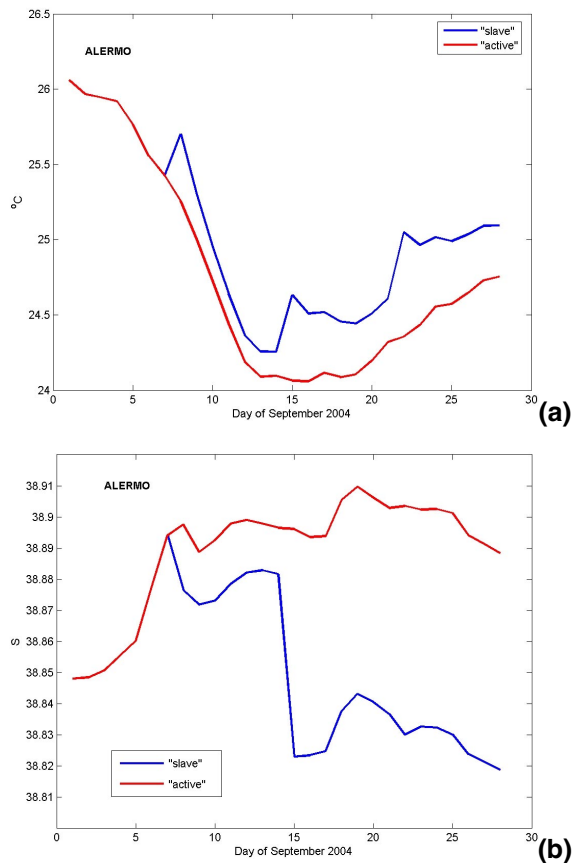 26.5
ALERMO
"slave"
"active"
26
25.5
25
24.5
24
ºC
0 5 10 15 20 25 30
Day of September 2004
(a)
38.91
38.9
38.89
38.88
38.87
38.86
38.85
38.84
38.83
38.82
38.81
S
ALERMO
"slave"
"active"
0 5 10 15 20 25 30
Day of September 2004
(b)